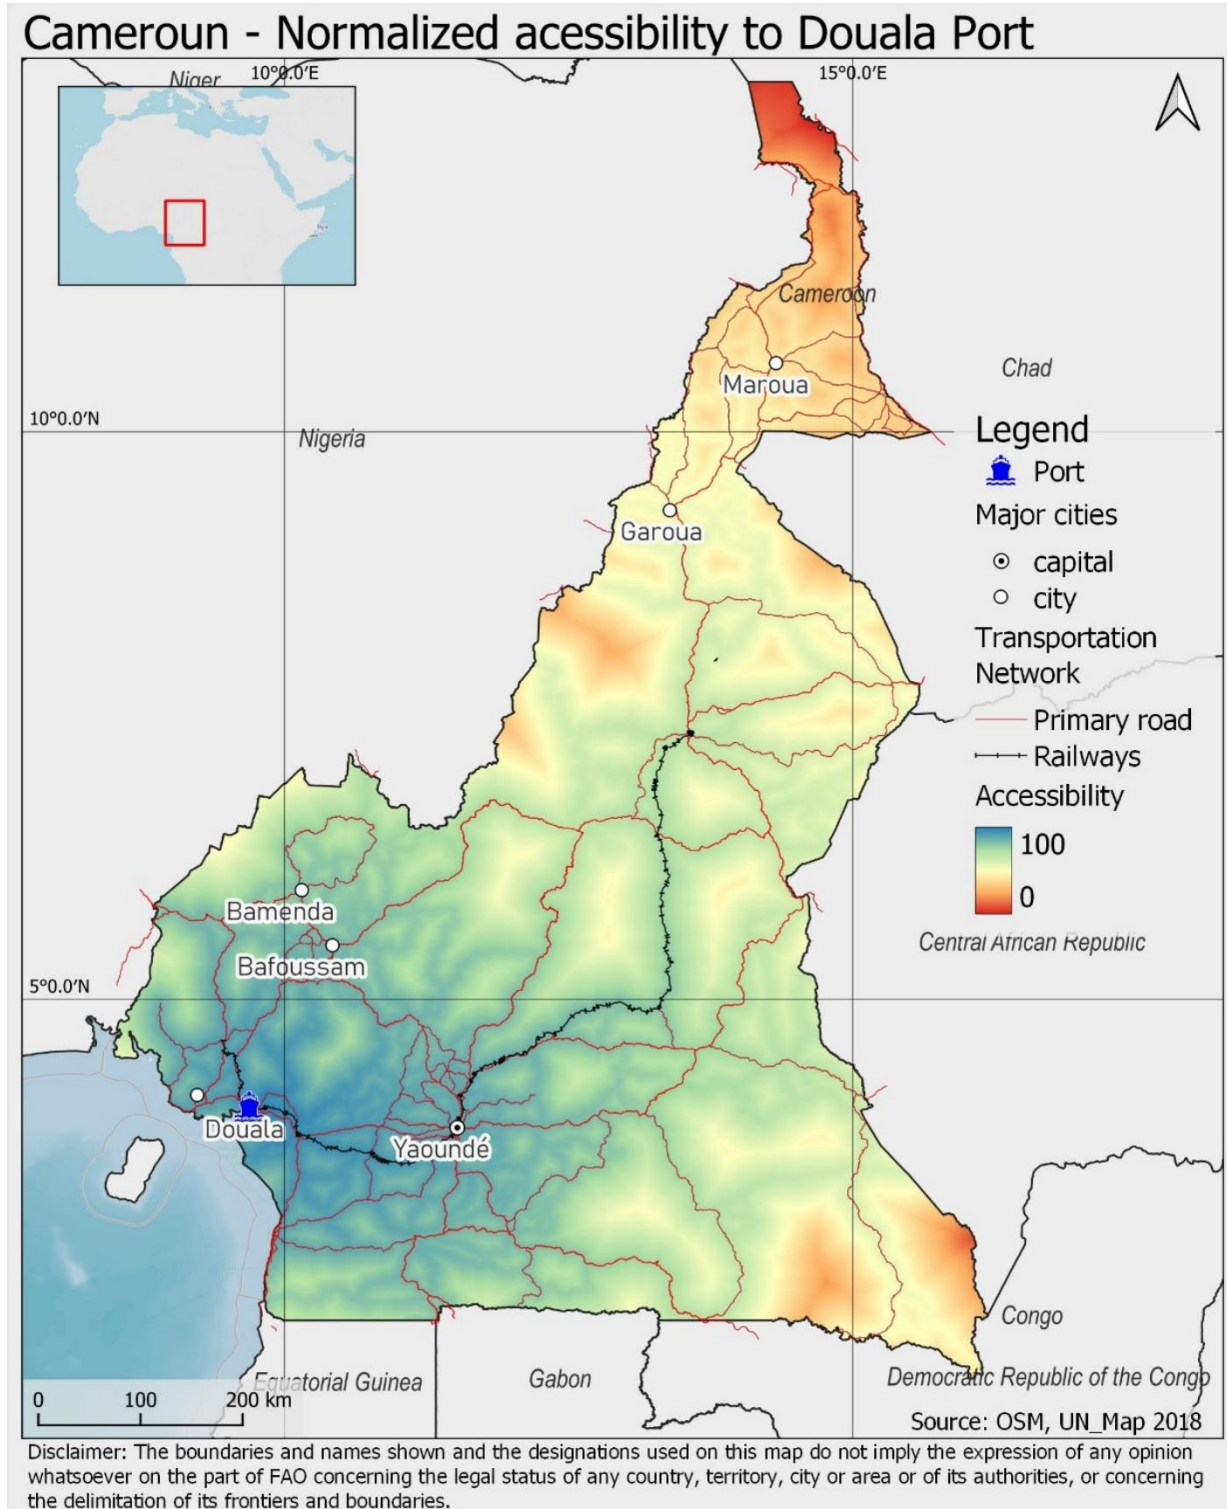 Cameroun - Normalized acessibility to Douala Port
Niger
10°0.0′E
15°0.0′E
Cameroon
Maroua
Chad
10°0.0′N
Nigeria
Garoua
Legend
Port
Major cities
capital
city
Transportation
Network
Primary road
Railways
Accessibility
100
0
Bamenda
Bafoussam
Central African Republic
5°0.0′N
Douala
Yaoundé
Congo
Equatorial Guinea
Gabon
Democratic Republic of the Congo
0 100 200 km
Source: OSM, UN_Map 2018
Disclaimer: The boundaries and names shown and the designations used on this map do not imply the expression of any opinion
whatsoever on the part of FAO concerning the legal status of any country, territory, city or area or of its authorities, or concerning
the delimitation of its frontiers and boundaries.